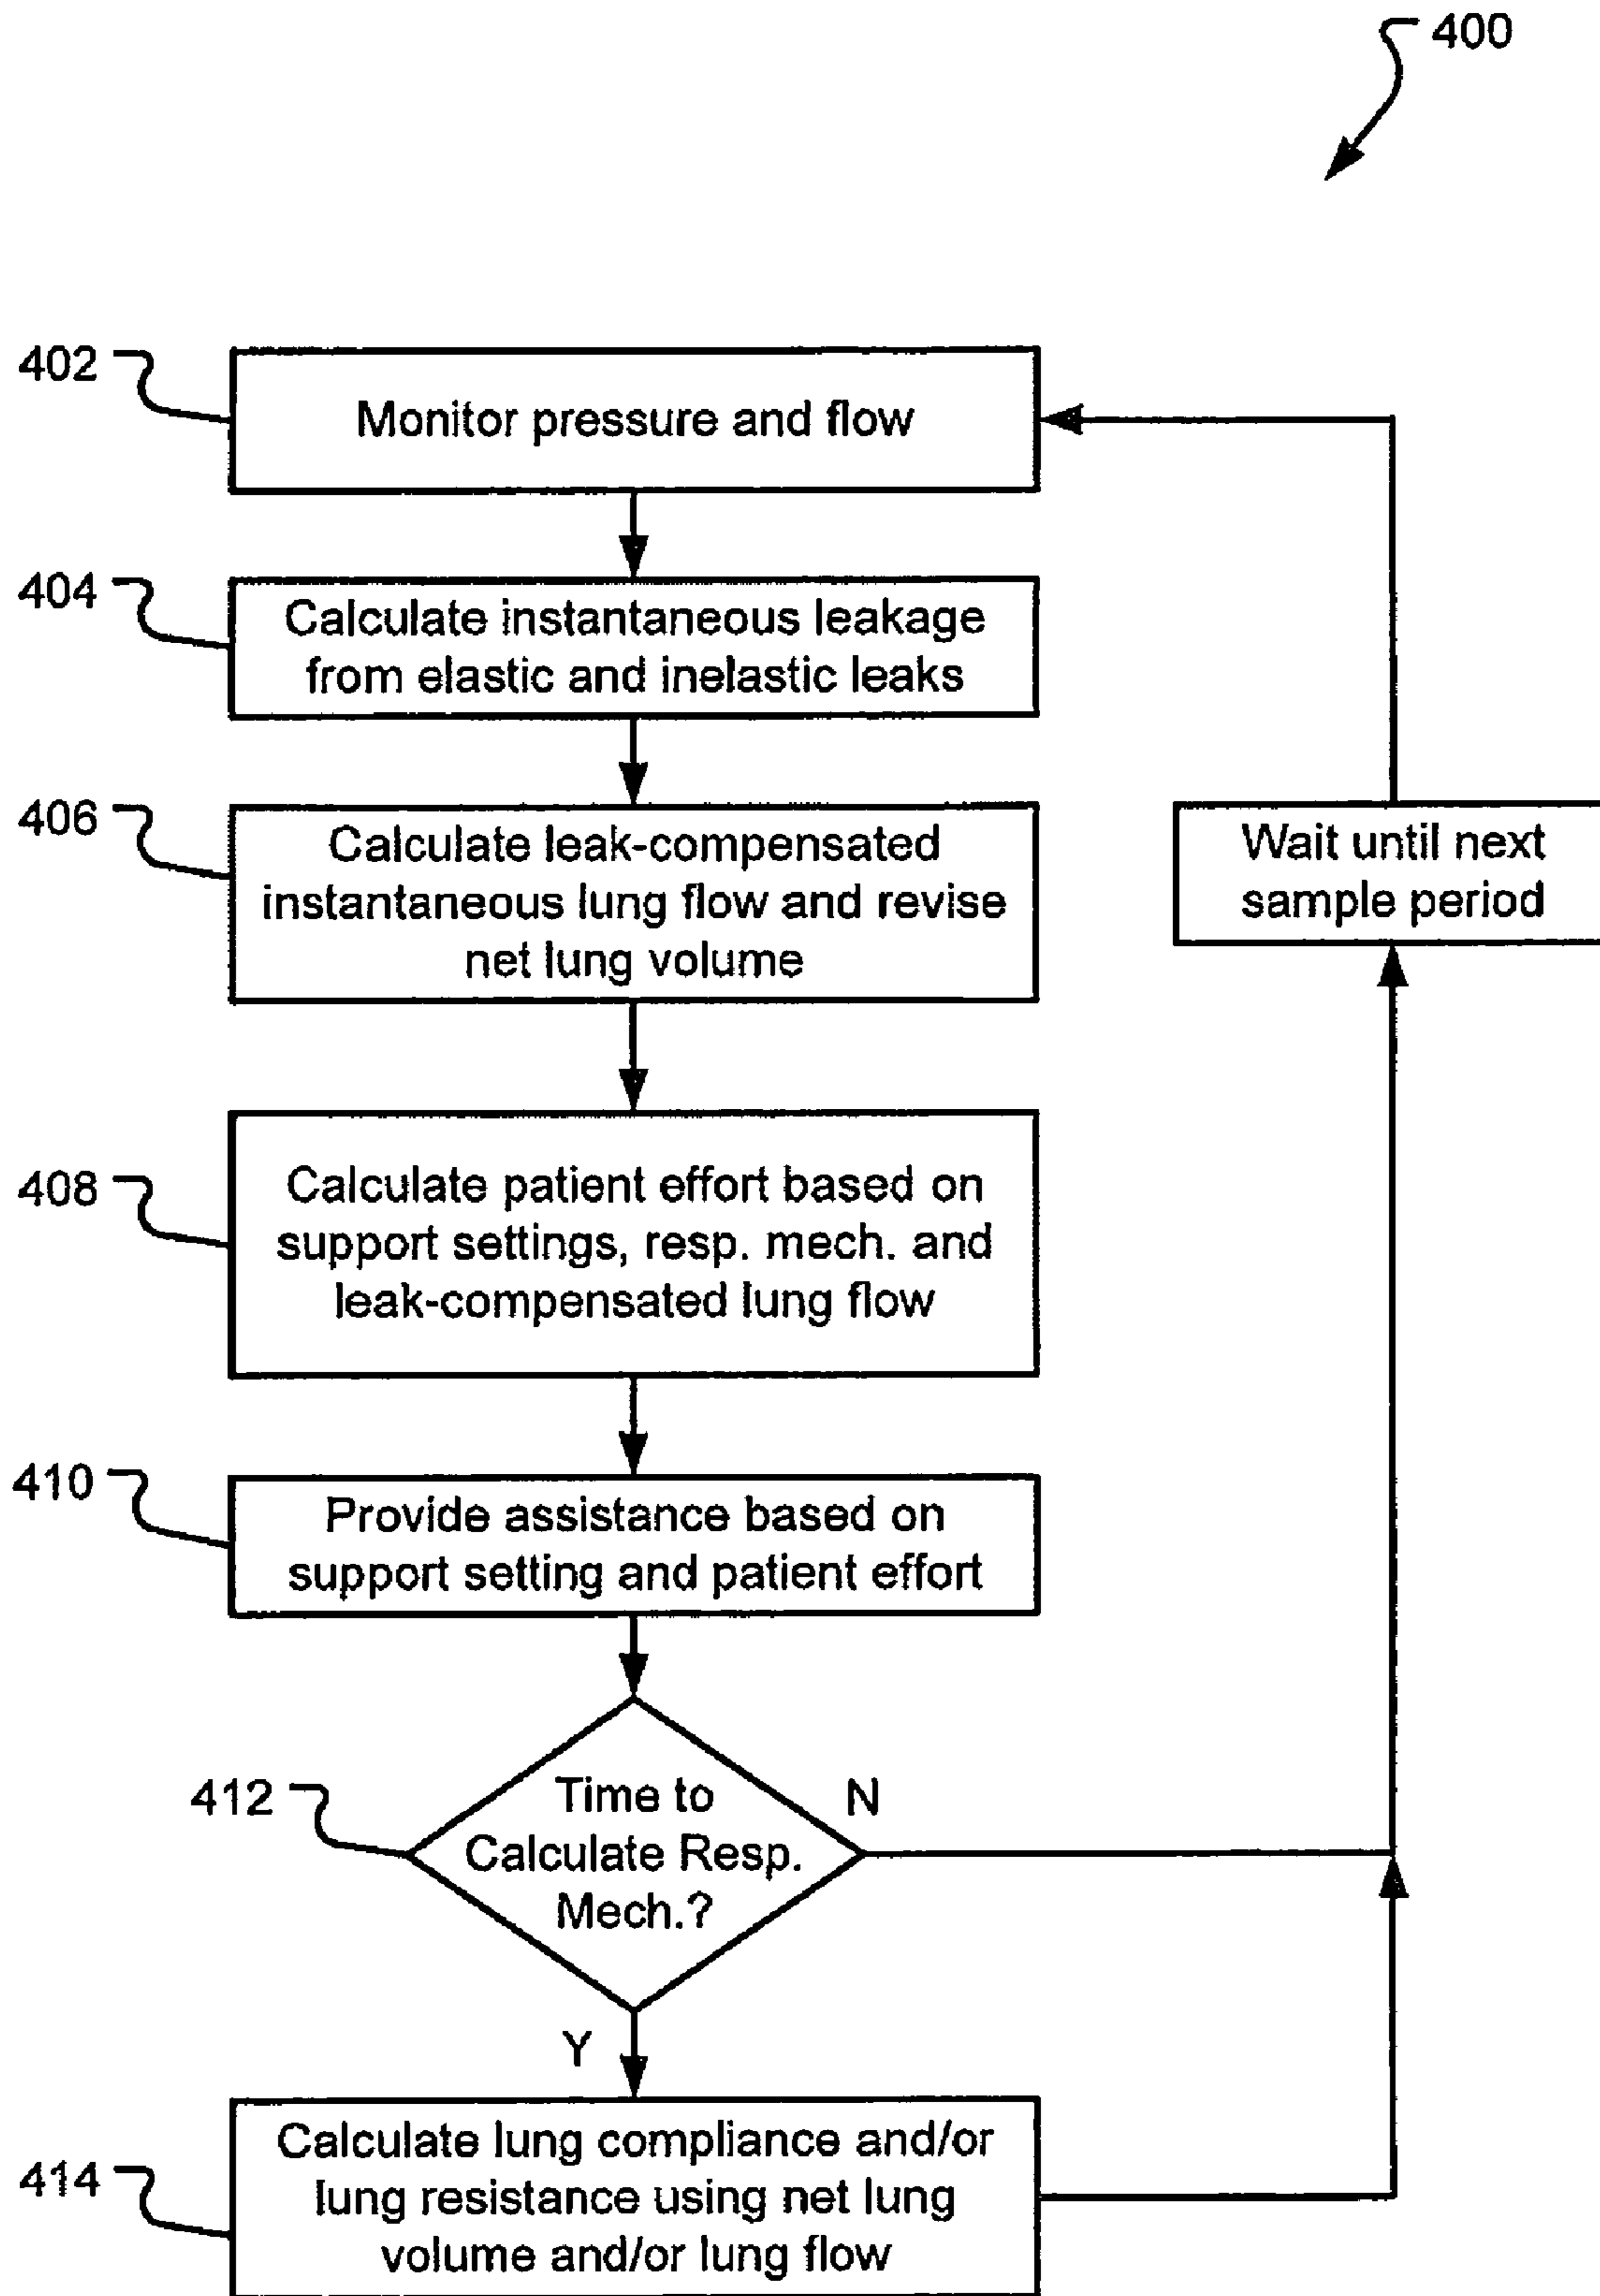 400
402
Monitor pressure and flow
404
Calculate instantaneous leakage
from elastic and inelastic leaks
406
Calculate leak-compensated
instantaneous lung flow and revise
net lung volume
Wait until next
sample period
408
Calculate patient effort based on
support settings, resp. mech. and
leak-compensated lung flow
410
Provide assistance based on
support setting and patient effort
412
Time to
Calculate Resp.
Mech.?
N
Y
414
Calculate lung compliance and/or
lung resistance using net lung
volume and/or lung flow